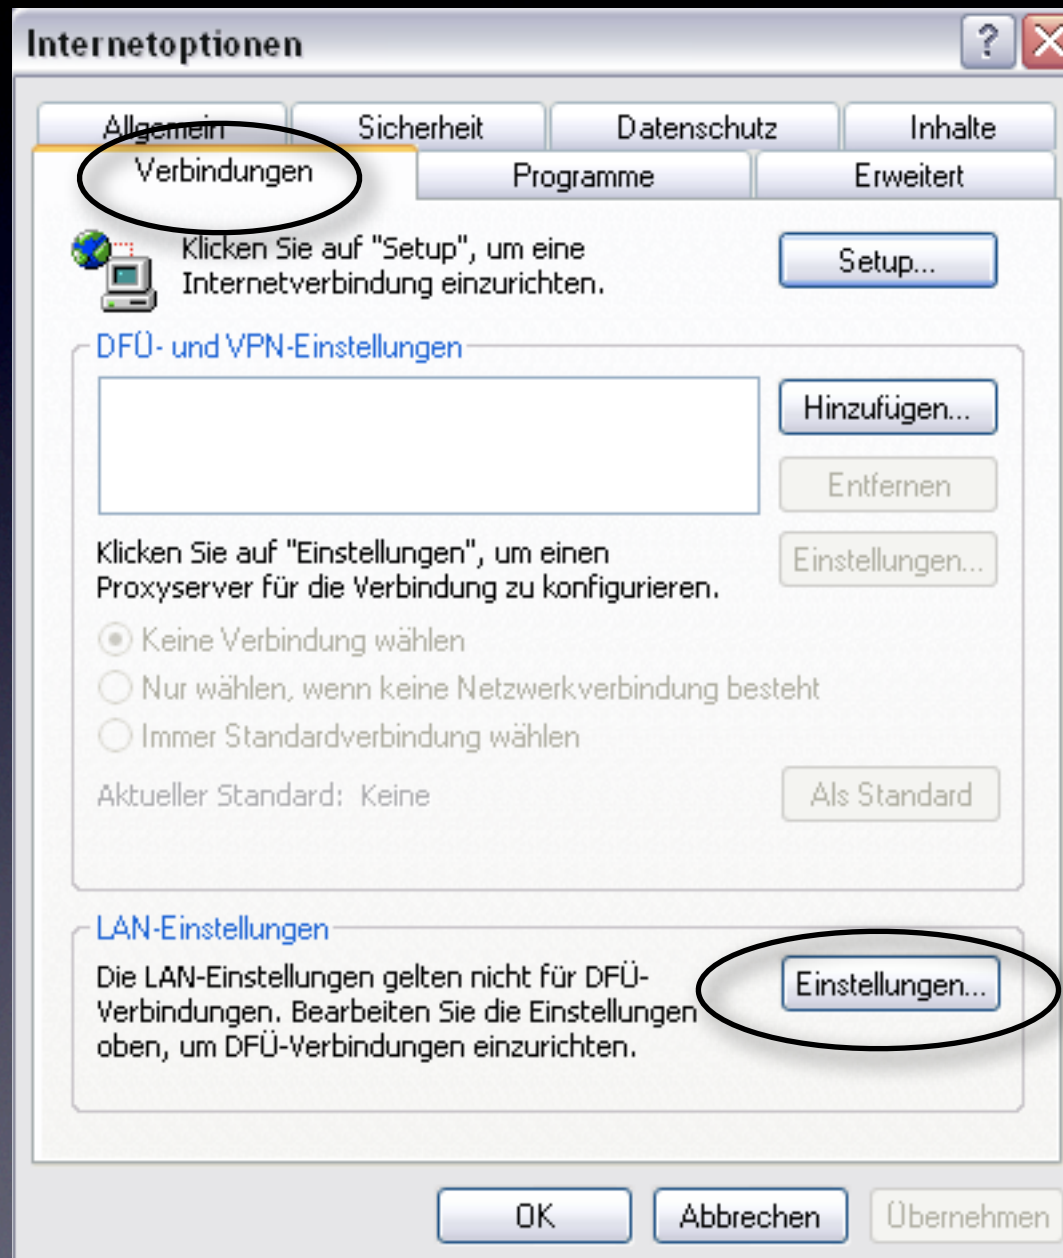 Internetoptionen
?
Allgemein Sicherheit Datenschutz Inhalte
Verbindungen Programme Erweitert
Klicken Sie auf "Setup", um eine
Internetverbindung einzurichten.
Setup...
DFÜ- und VPN-Einstellungen
Hinzufügen...
Entfernen
Klicken Sie auf "Einstellungen", um einen
Proxyserver für die Verbindung zu konfigurieren.
Einstellungen...
Keine Verbindung wählen
Nur wählen, wenn keine Netzwerkverbindung besteht
Immer Standardverbindung wählen
Aktueller Standard: Keine
Als Standard
LAN-Einstellungen
Die LAN-Einstellungen gelten nicht für DFÜ-
Verbindungen. Bearbeiten Sie die Einstellungen
oben, um DFÜ-Verbindungen einzurichten.
Einstellungen...
OK Abbrechen Übernehmen